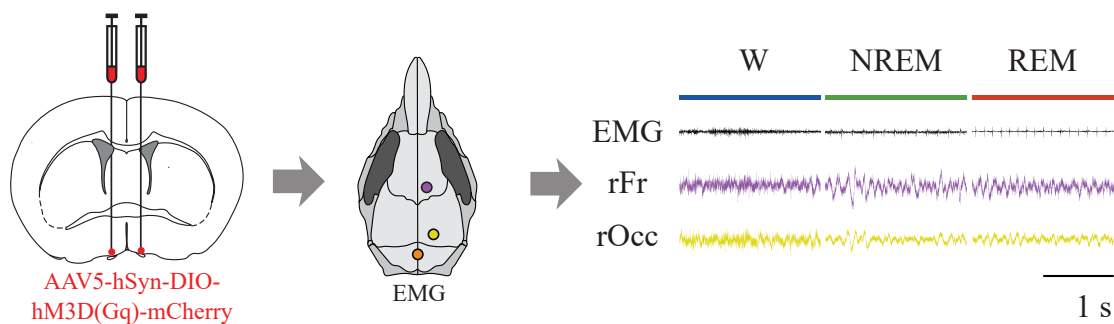 AAV5-hSyn-DIO-
hM3D(Gq)-mCherry
EMG
W NREM REM
EMG
rFr
rOcc
1 s